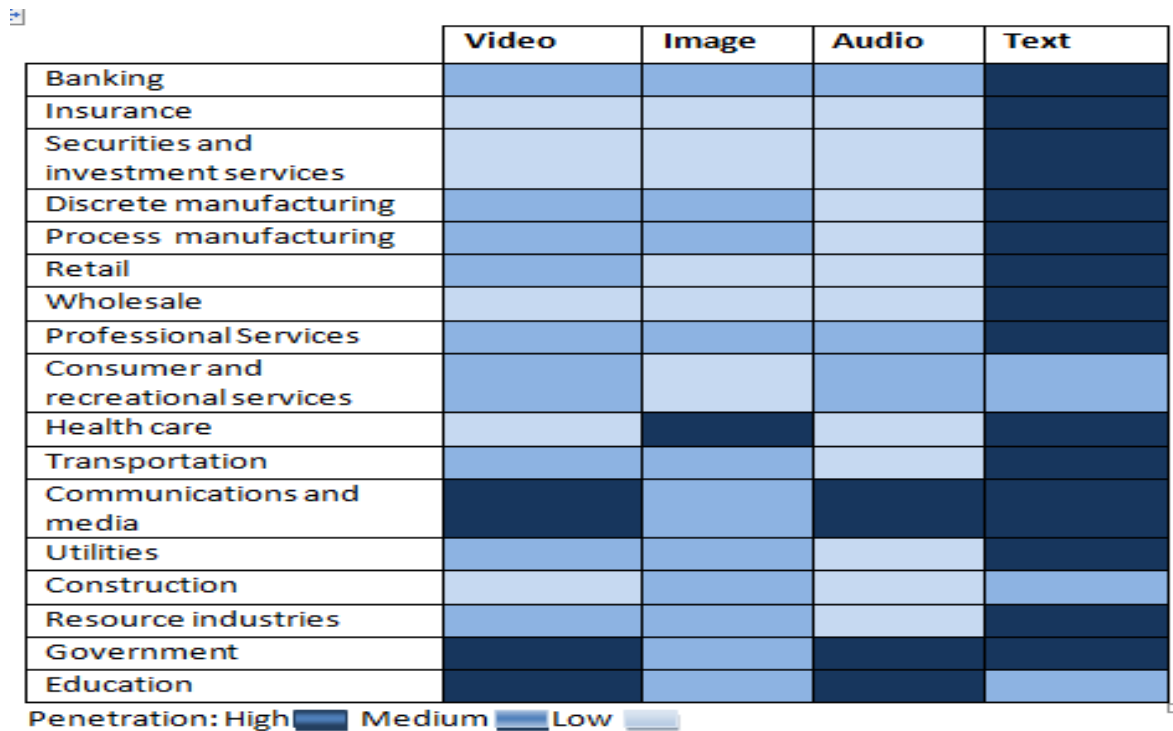 Video Image Audio Text
Banking
Insurance
Securities and
investment services
Discrete manufacturing
Process manufacturing
Retail
Wholesale
Professional Services
Consumer and
recreational services
Health care
Transportation
Communications and
media
Utilities
Construction
Resource industries
Government
Education
Penetration: High Medium Low